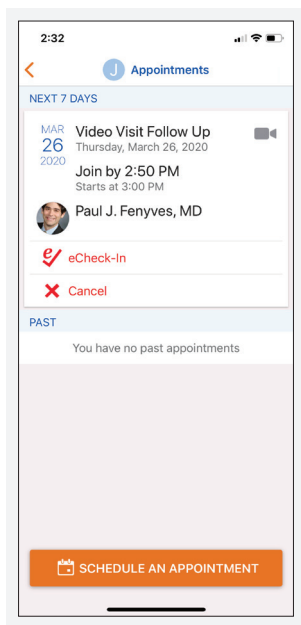 2:32
J Appointments
NEXT 7 DAYS
MAR
26
2020
Video Visit Follow Up
Thursday, March 26, 2020
Join by 2:50 PM
Starts at 3:00 PM
Paul J. Fenyves, MD
eCheck-In
Cancel
PAST
You have no past appointments
SCHEDULE AN APPOINTMENT